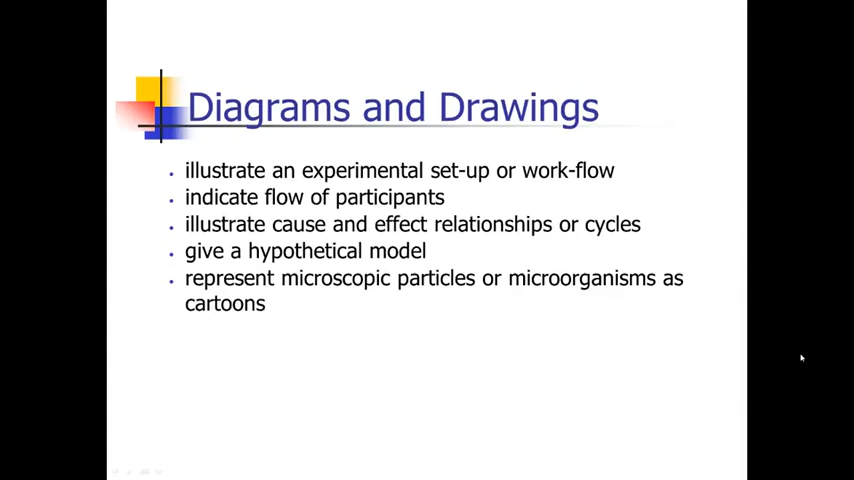 Diagrams and Drawings
• illustrate an experimental set-up or work-flow
• indicate flow of participants
• illustrate cause and effect relationships or cycles
• give a hypothetical model
• represent microscopic particles or microorganisms as
cartoons